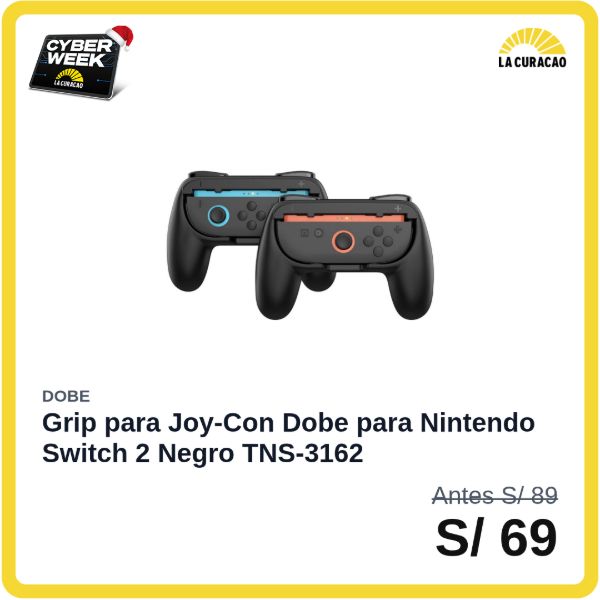 CYBER
WEEK
LA CURACAO
LA CURACAO
DOBE
Grip para Joy-Con Dobe para Nintendo
Switch 2 Negro TNS-3162
Antes S/ 89
S/ 69